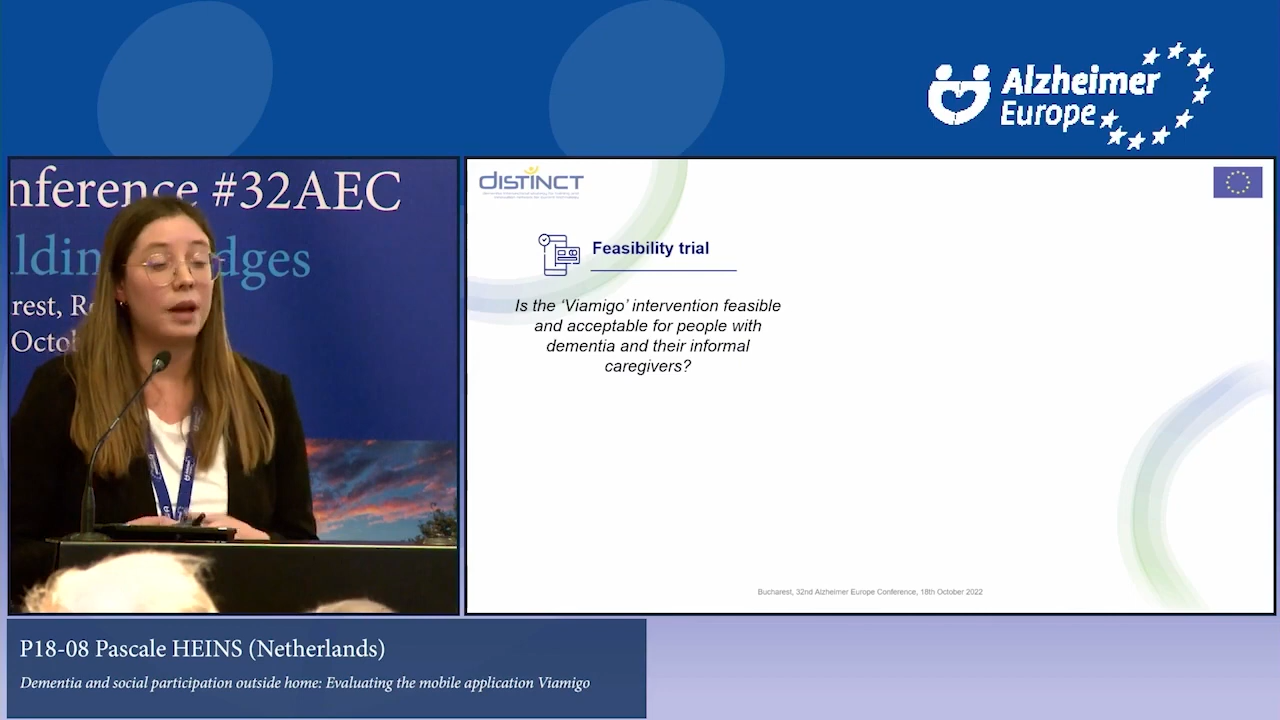 Alzheimer
Europe
nference #32AEC
ildin dges
rest, R
Octo
DISTINCT
Feasibility trial
Is the ‘Viamigo’ intervention feasible
and acceptable for people with
dementia and their informal
caregivers?
Bucharest, 32nd Alzheimer Europe Conference, 18th October 2022
P18-08 Pascale HEINS (Netherlands)
Dementia and social participation outside home: Evaluating the mobile application Viamigo